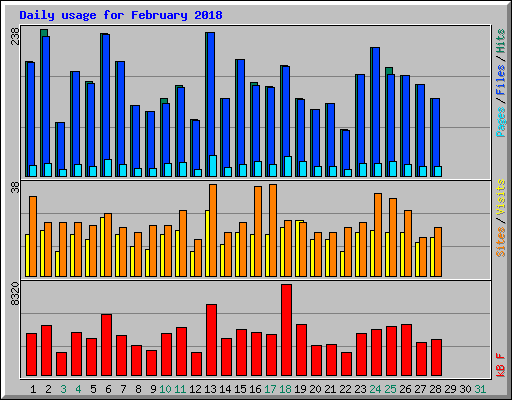 Daily usage for February 2018
238
Pages/Files/Hits
38
Sites/Visits
8320
kB F
1 2 3 4 5 6 7 8 9 10 11 12 13 14 15 16 17 18 19 20 21 22 23 24 25 26 27 28 29 30 31